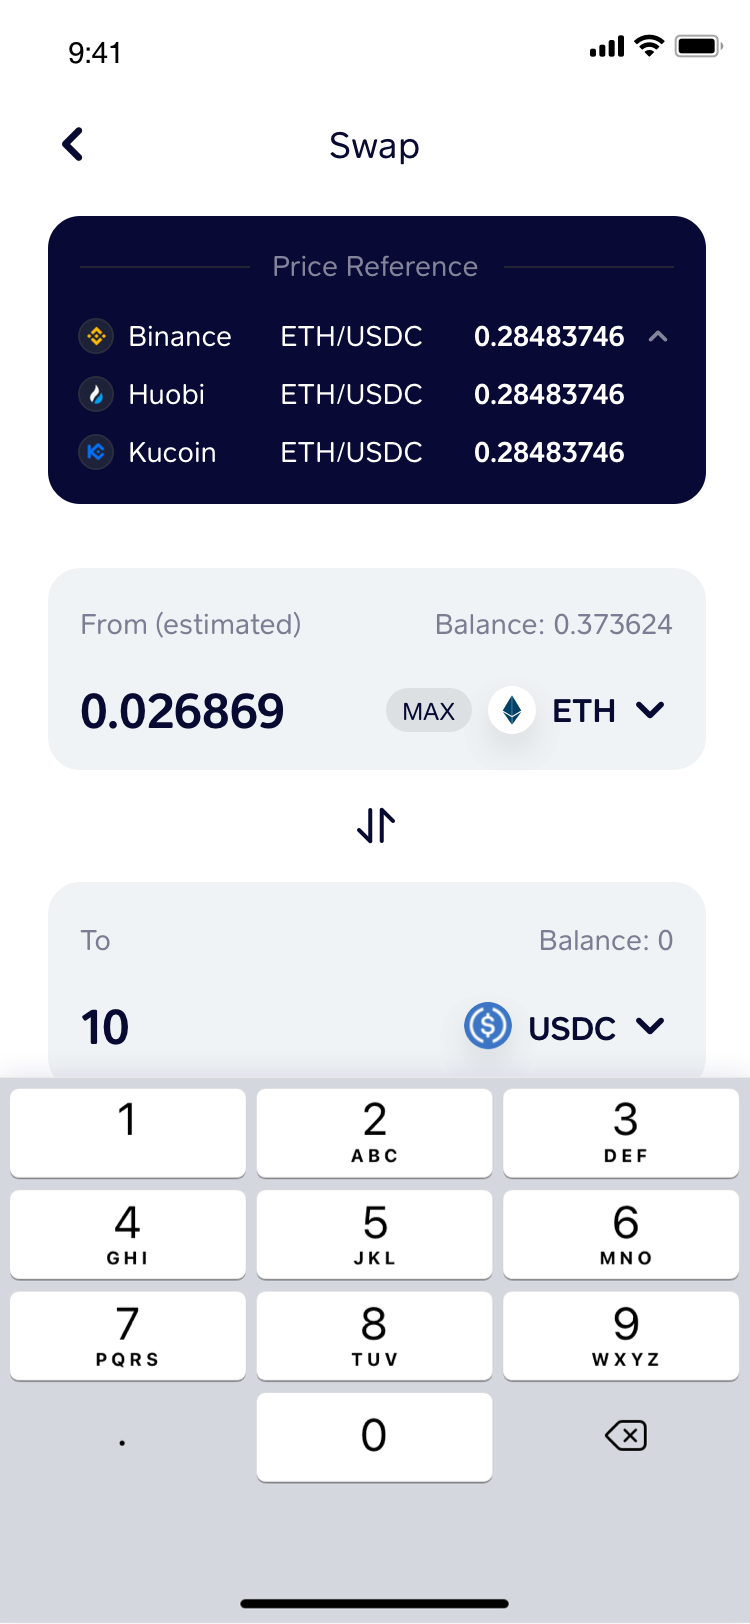 9:41
Swap
Price Reference
Binance ETH/USDC 0.28483746
Huobi ETH/USDC 0.28483746
Kucoin ETH/USDC 0.28483746
From (estimated) Balance: 0.373624
0.026869 MAX ETH
To Balance: 0
10 USDC
1 2 3
ABC DEF
4 5 6
GHI JKL MNO
7 8 9
PQRS TUV WXYZ
. 0